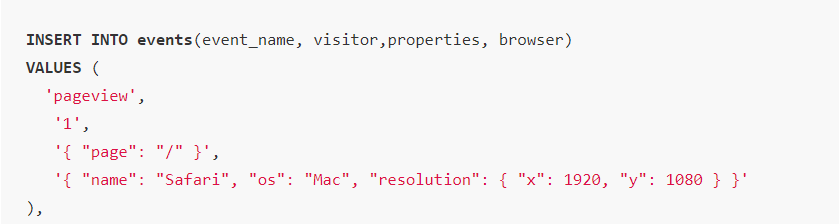 INSERT INTO events(event_name, visitor,properties, browser)
VALUES (
'pageview',
'1',
'{ "page": "/" }',
'{ "name": "Safari", "os": "Mac", "resolution": { "x": 1920, "y": 1080 } }'
),